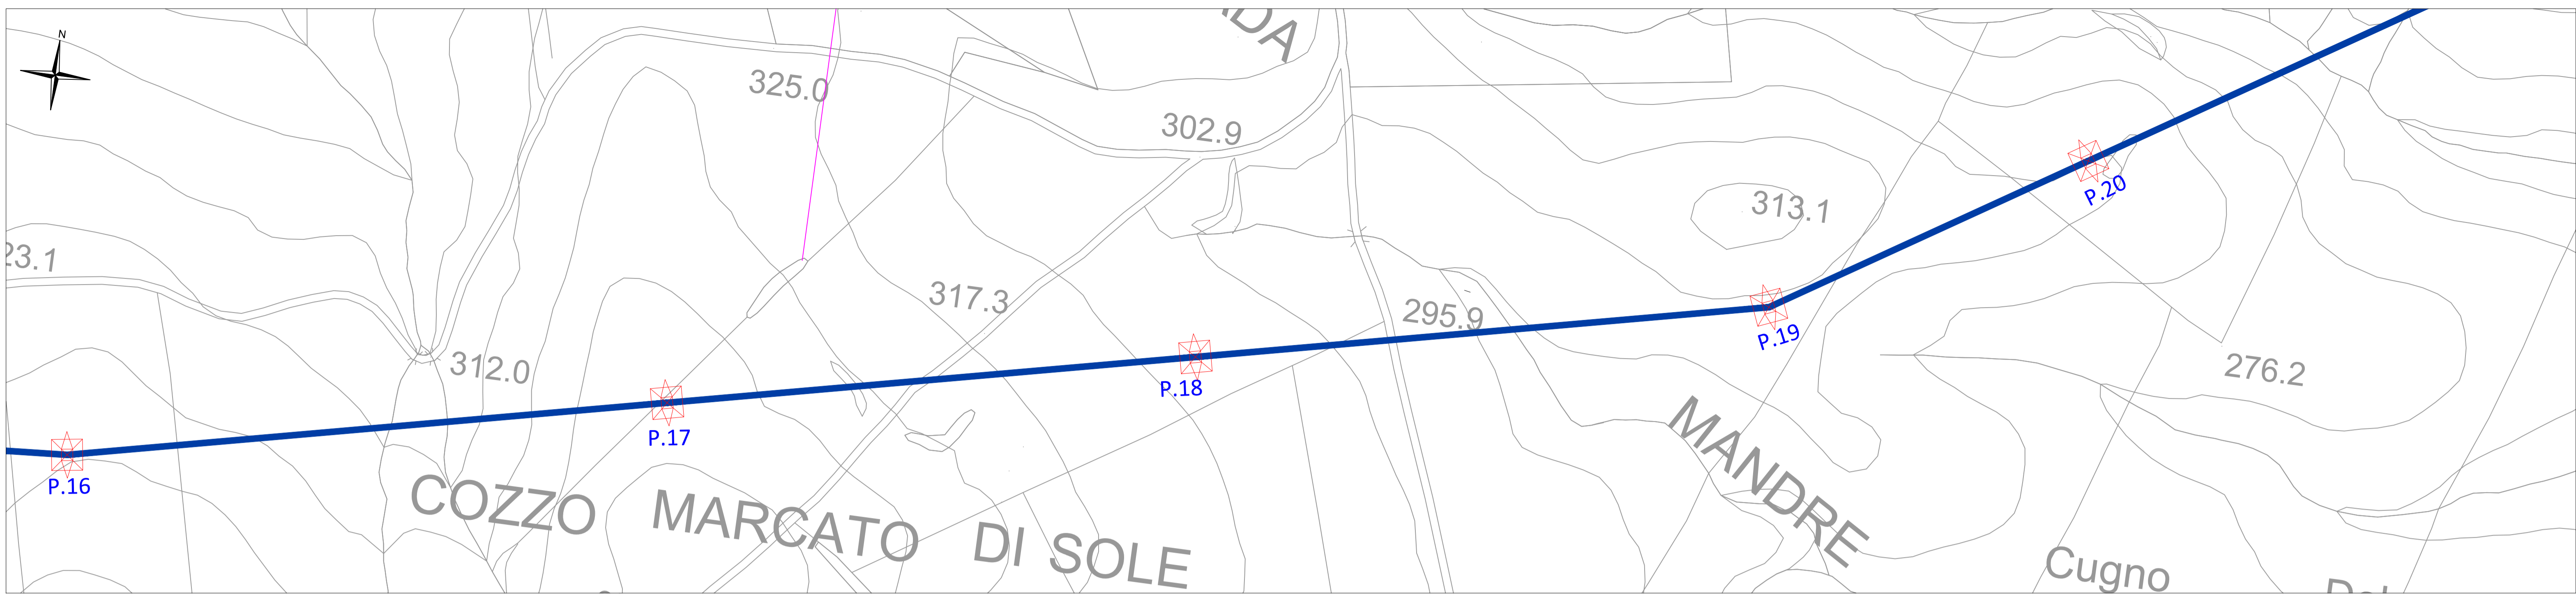 N
DA
325.0
302.9
313.1
P.20
23.1
317.3
295.9
P.19
312.0
276.2
P.18
P.17
P.16
MANDRE
COZZO MARCATO DI SOLE
Cugno